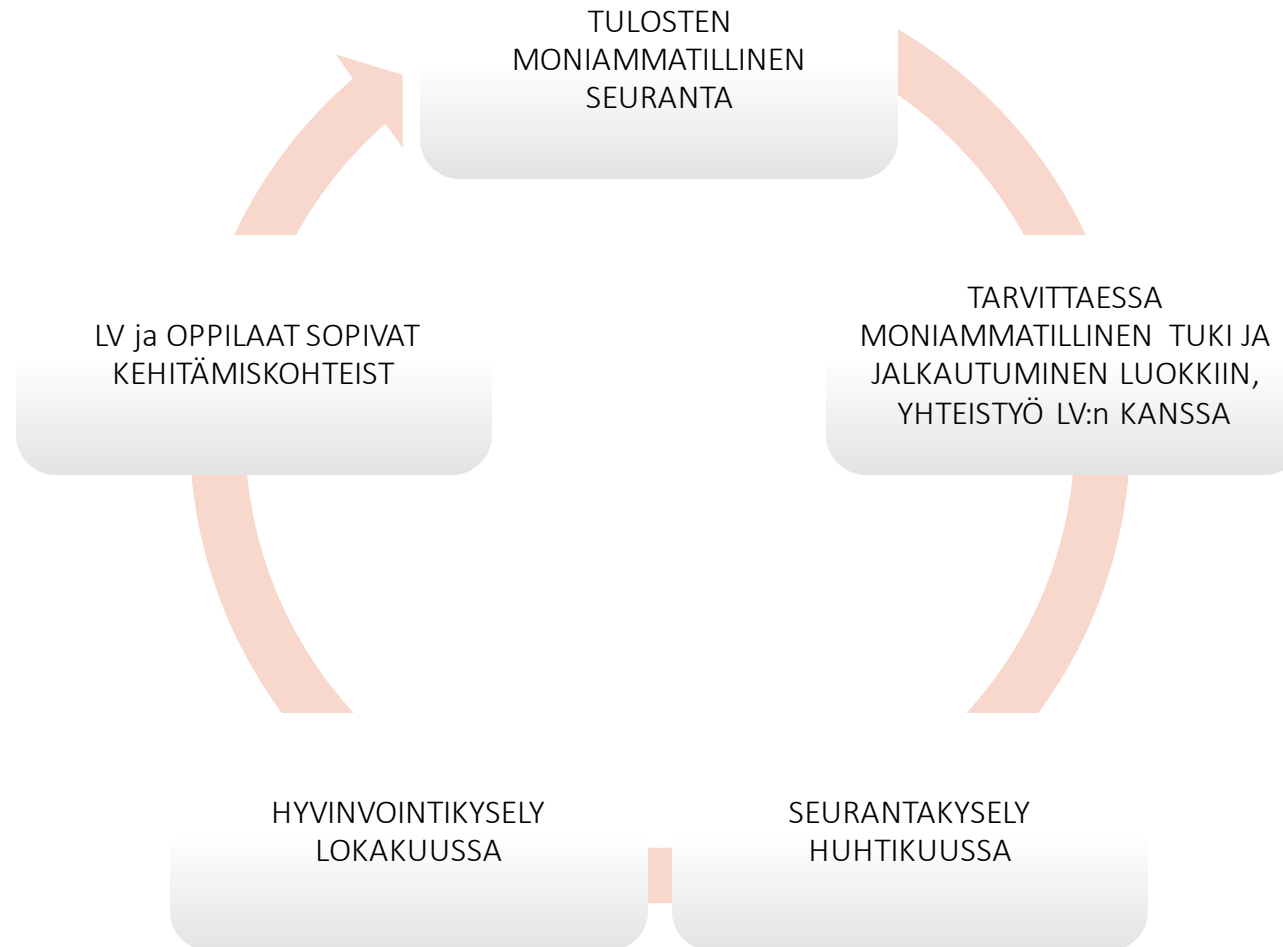 TULOSTEN
MONIAMMATILLINEN
SEURANTA
LV ja OPPILAAT SOPIVAT
KEHITÄMISKOHTEIST
TARVITTAESSA
MONIAMMATILLINEN TUKI JA
JALKAUTUMINEN LUOKKIIN,
YHTEISTYÖ LV:n KANSSA
HYVINVOINTIKYSELY
LOKAKUUSSA
SEURANTAKYSELY
HUHTIKUUSSA